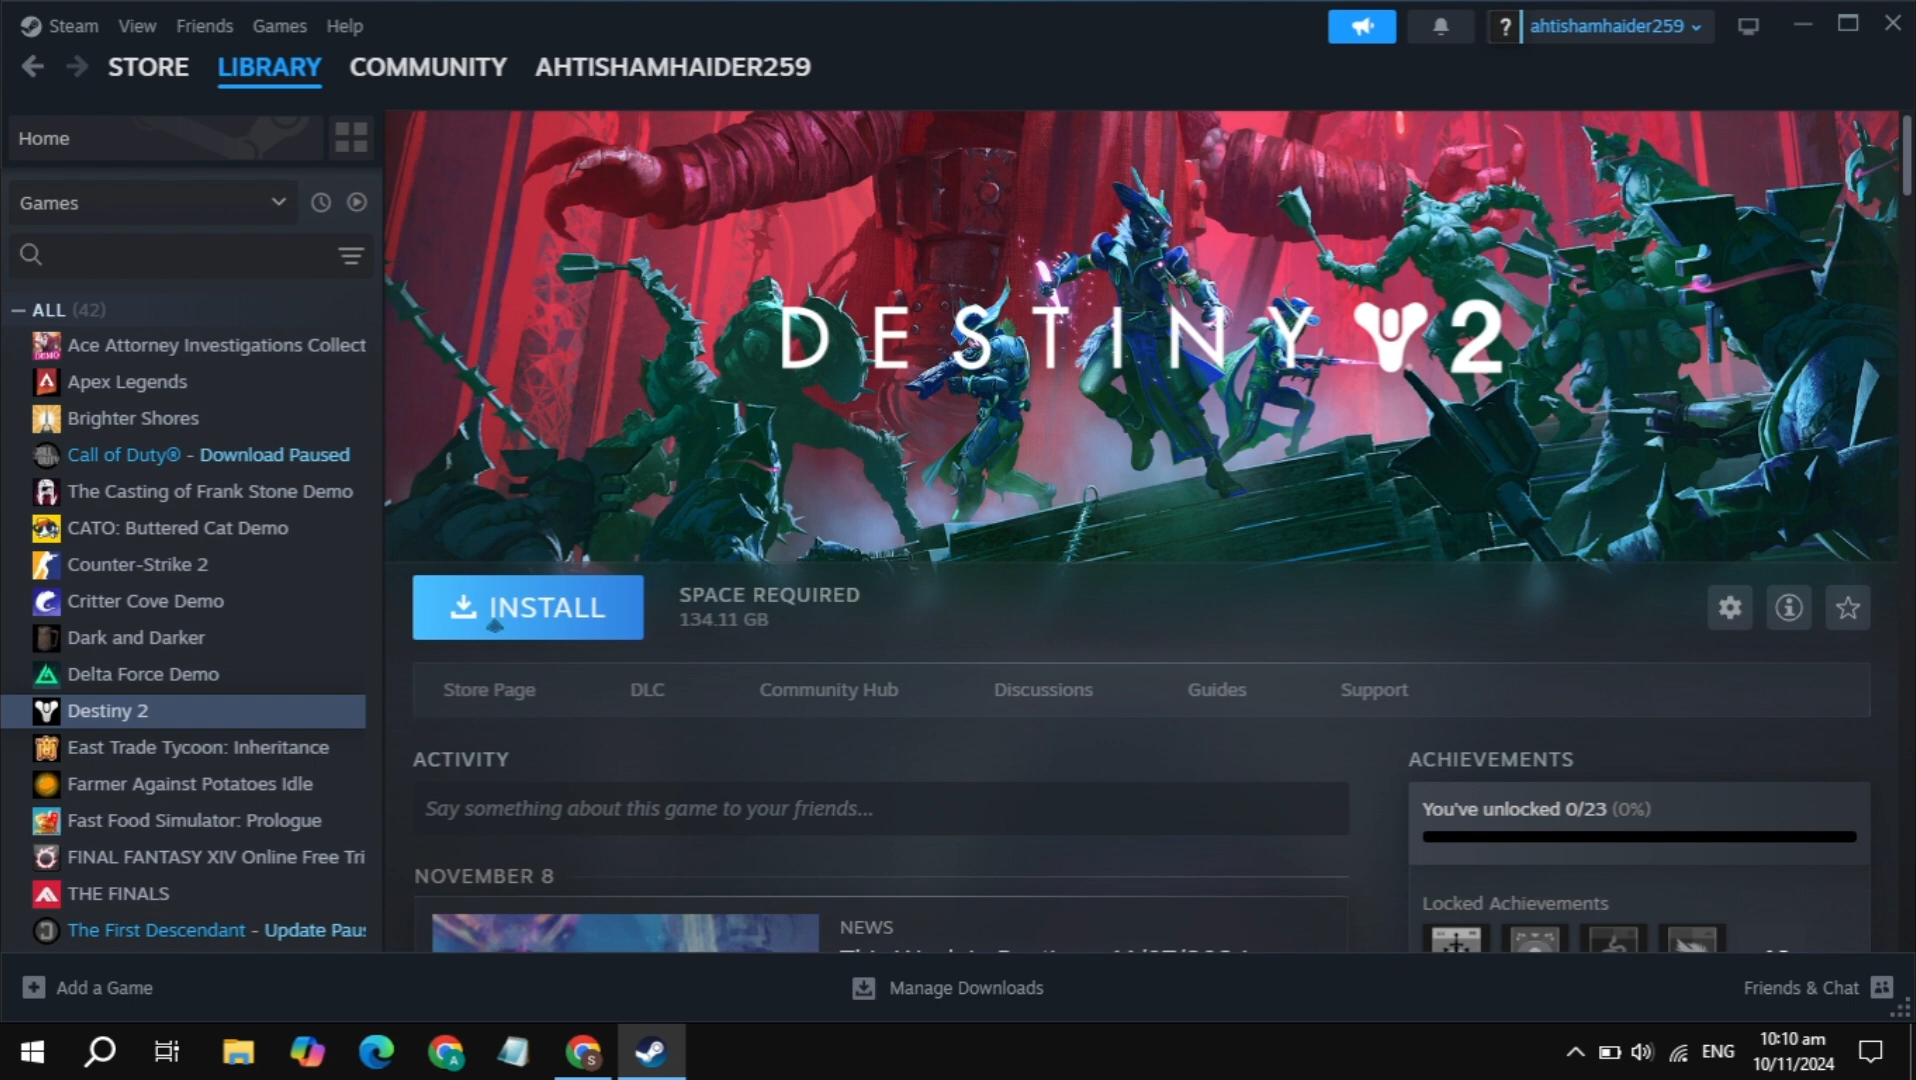 Steam View Friends Games Help
? ahtishamhaider259
STORE LIBRARY COMMUNITY AHTISHAMHAIDER259
Home
Games
ALL (42)
Ace Attorney Investigations Collect
Apex Legends
Brighter Shores
Call of Duty® - Download Paused
The Casting of Frank Stone Demo
CATO: Buttered Cat Demo
Counter-Strike 2
Critter Cove Demo
Dark and Darker
Delta Force Demo
Destiny 2
East Trade Tycoon: Inheritance
Farmer Against Potatoes Idle
Fast Food Simulator: Prologue
FINAL FANTASY XIV Online Free Tri
THE FINALS
The First Descendant - Update Paus
DESTINY 2
INSTALL
SPACE REQUIRED
134.11 GB
Store Page DLC Community Hub Discussions Guides Support
ACTIVITY
Say something about this game to your friends...
NOVEMBER 8
NEWS
ACHIEVEMENTS
You've unlocked 0/23 (0%)
Locked Achievements
Add a Game
Manage Downloads
Friends & Chat
ENG
10:10 am
10/11/2024